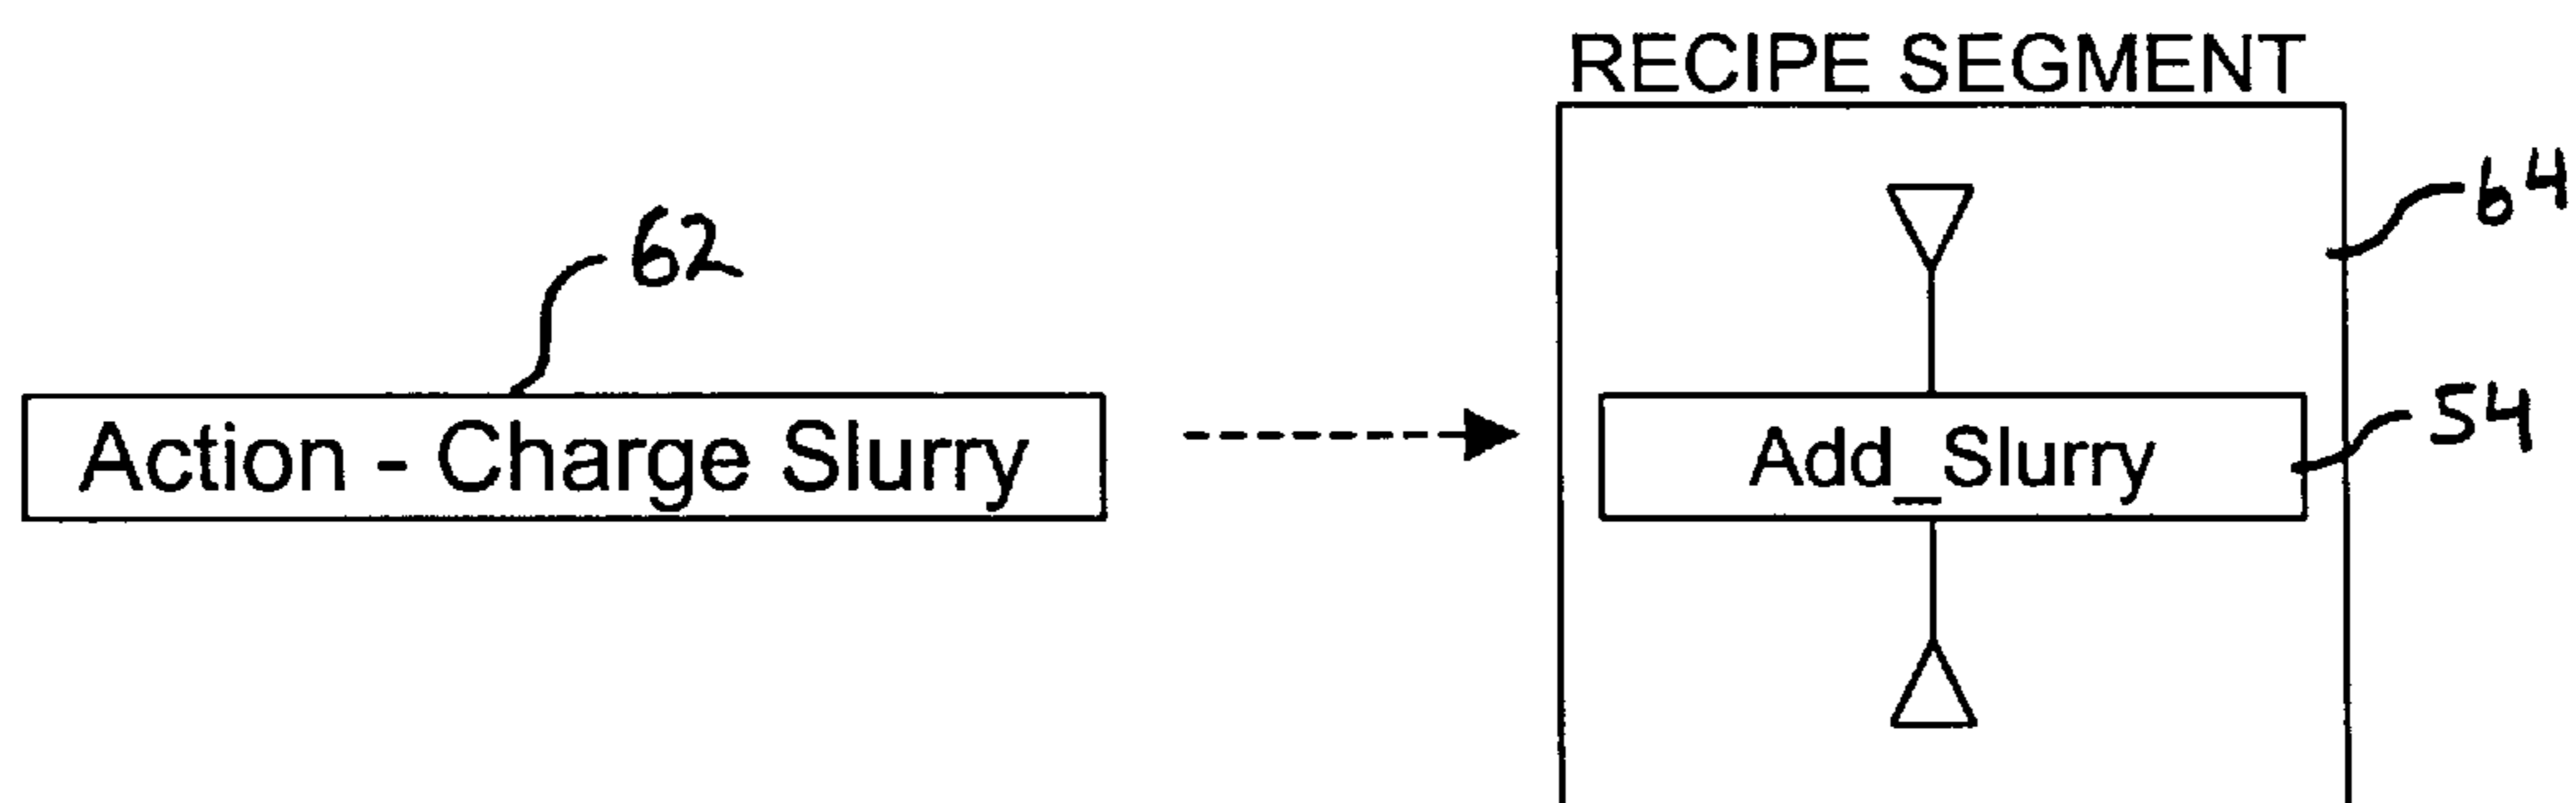 RECIPE SEGMENT
64
62
Action - Charge Slurry
Add_Slurry
54